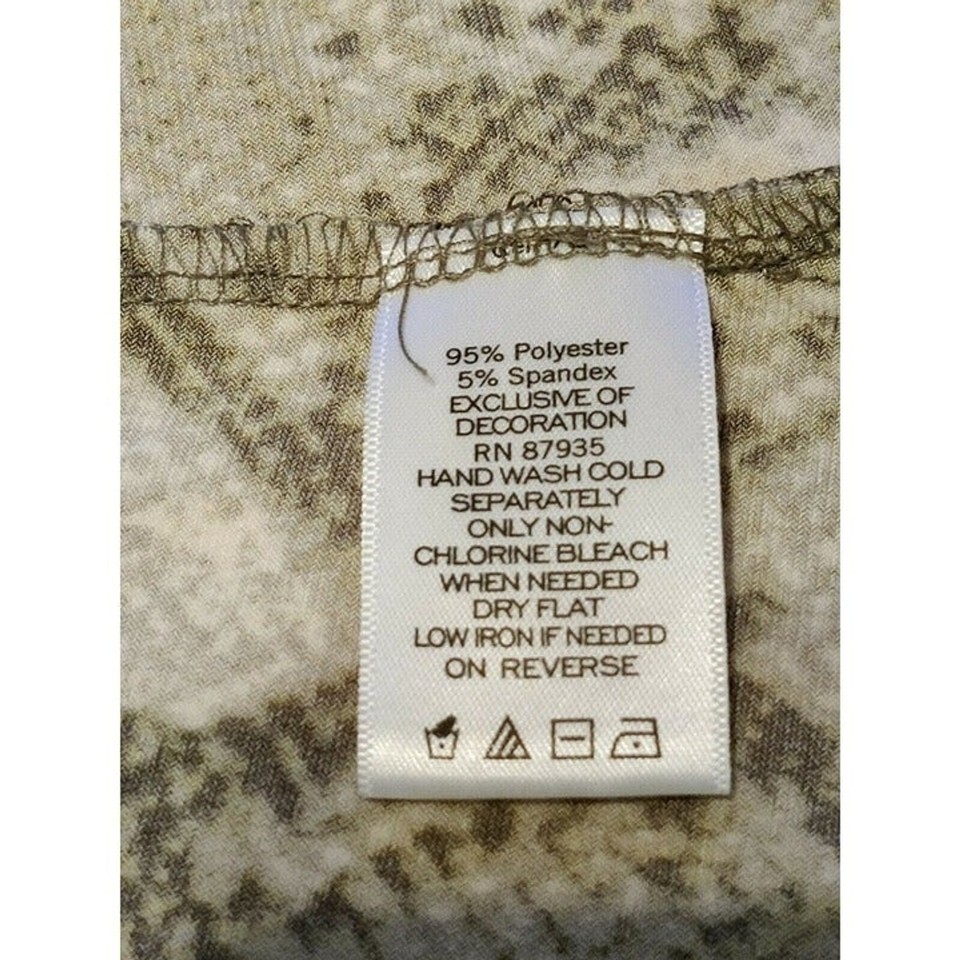 95% Polyester
5% Spandex
EXCLUSIVE OF
DECORATION
RN 87935
HAND WASH COLD
SEPARATELY
ONLY NON-
CHLORINE BLEACH
WHEN NEEDED
DRY FLAT
LOW IRON IF NEEDED
ON REVERSE